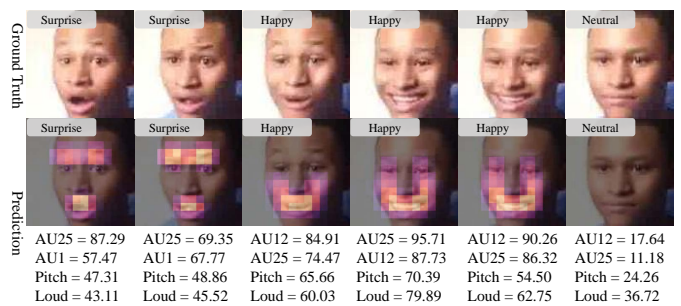 Ground Truth
Surprise Surprise Happy Happy Happy Neutral
Prediction
Surprise Surprise Happy Happy Happy Neutral
AU25 = 87.29 AU25 = 69.35 AU12 = 84.91 AU25 = 95.71 AU12 = 90.26 AU12 = 17.64
AU1 = 57.47 AU1 = 67.77 AU25 = 74.47 AU12 = 87.73 AU25 = 86.32 AU25 = 11.18
Pitch = 47.31 Pitch = 48.86 Pitch = 65.66 Pitch = 70.39 Pitch = 54.50 Pitch = 24.26
Loud = 43.11 Loud = 45.52 Loud = 60.03 Loud = 79.89 Loud = 62.75 Loud = 36.72